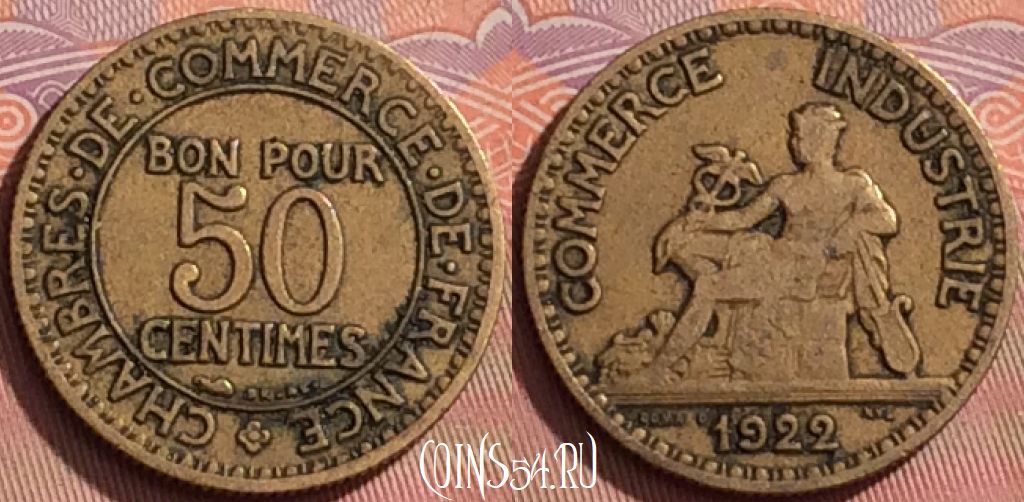 CHAMBRES·DE·COMMERCE·DE·FRANCE
BON POUR
50
CENTIMES
COMMERCE INDUSTRIE
1922
COINS54.RU